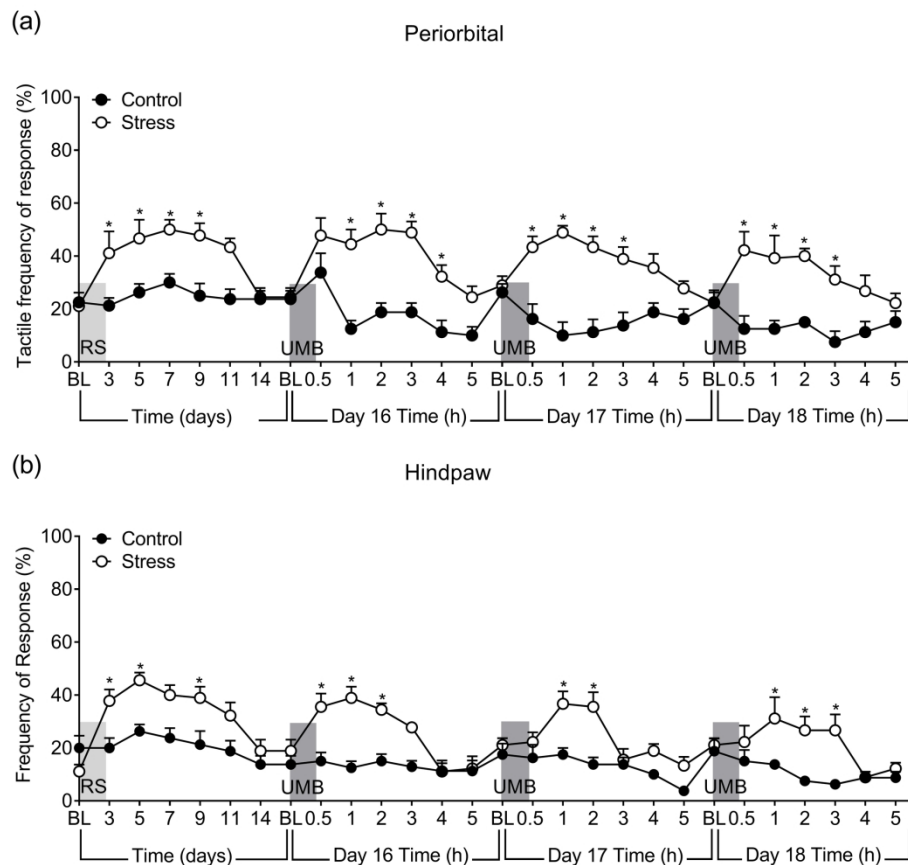 (a)
Periorbital
Tactile frequency of response (%)
100
80
60
40
20
0
Control
Stress
* * * * * * * * * * * * * * * *
RS UMB UMB UMB
BL 3 5 7 9 11 14 BL 0.5 1 2 3 4 5 BL 0.5 1 2 3 4 5 BL 0.5 1 2 3 4 5
Time (days) Day 16 Time (h) Day 17 Time (h) Day 18 Time (h)
(b)
Hindpaw
Frequency of Response (%)
100
80
60
40
20
0
Control
Stress
* * * * * * * * * * *
RS UMB UMB UMB
BL 3 5 7 9 11 14 BL 0.5 1 2 3 4 5 BL 0.5 1 2 3 4 5 BL 0.5 1 2 3 4 5
Time (days) Day 16 Time (h) Day 17 Time (h) Day 18 Time (h)